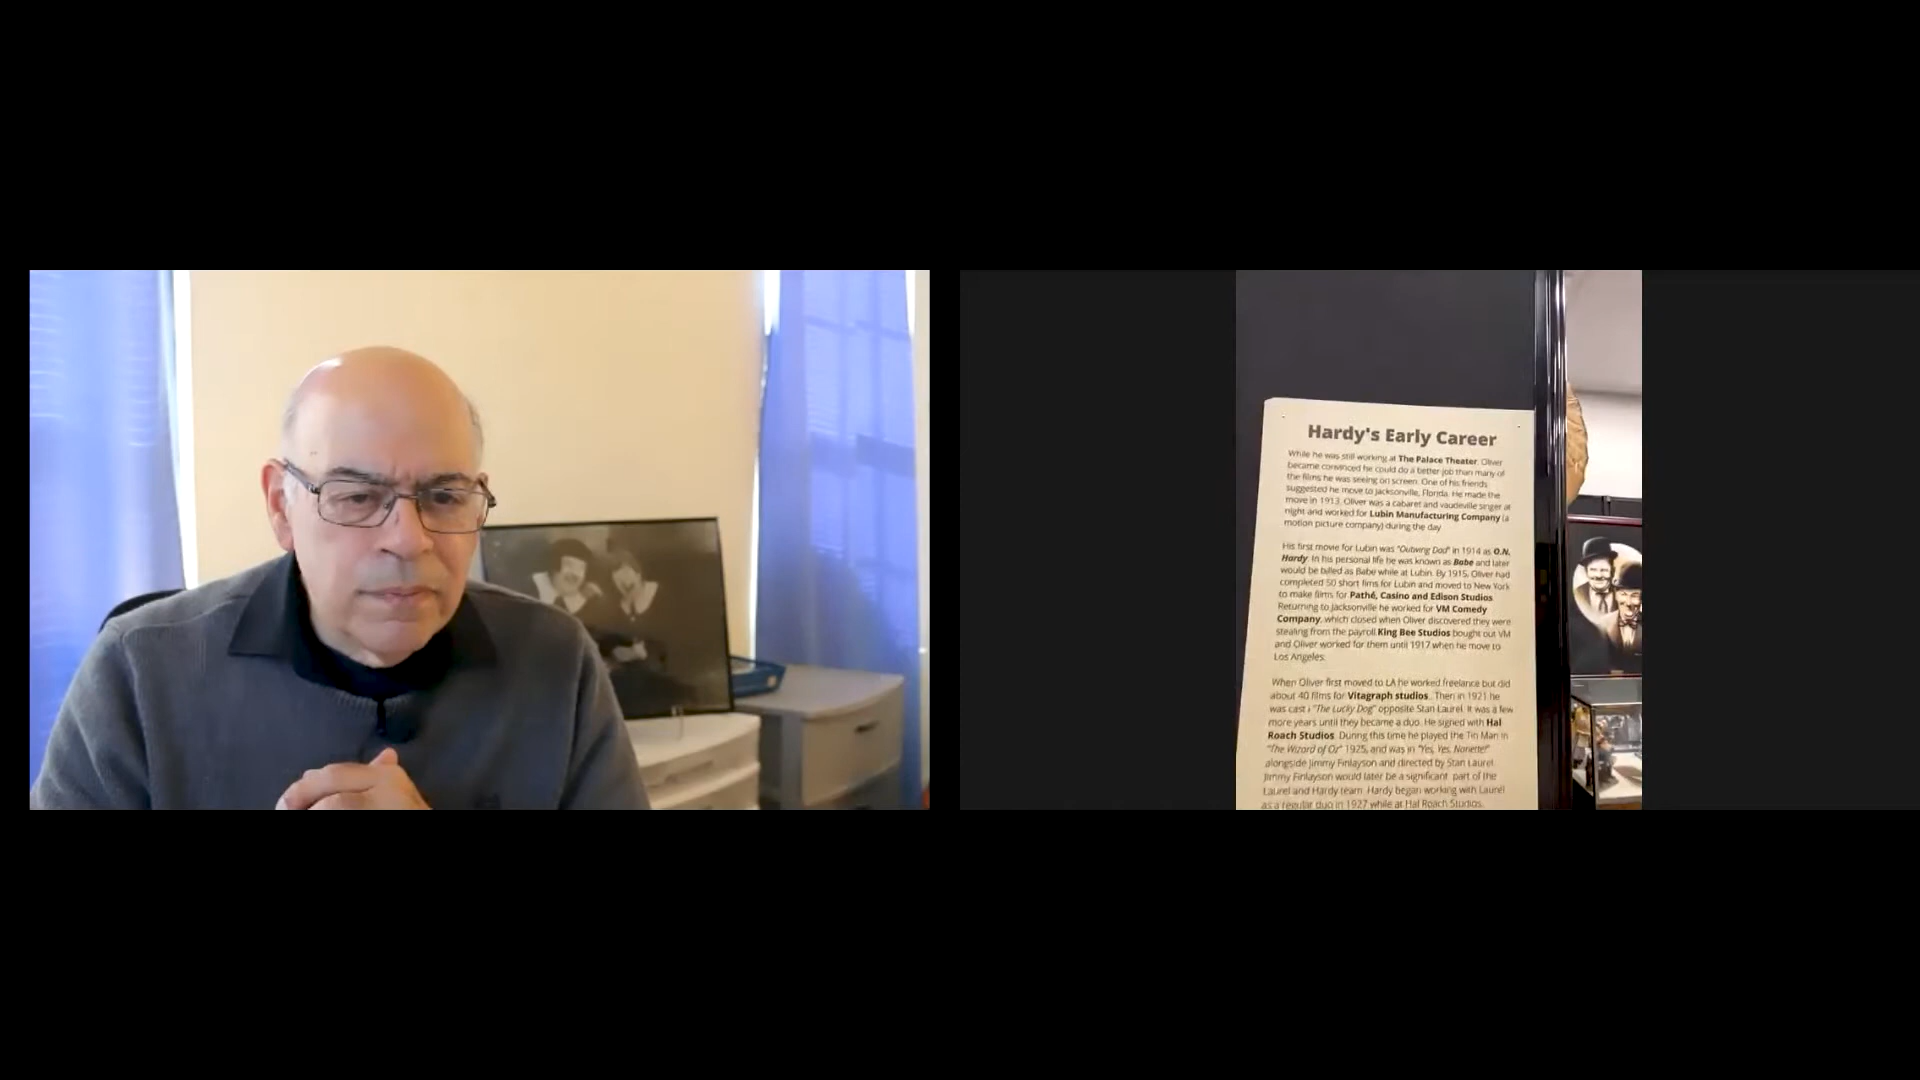 Hardy's Early Career
While he was still working at The Palace Theater, Oliver
became convinced he could do a better job than many of
the films he was seeing on screen. One of his friends
suggested he move to Jacksonville, Florida. He made the
move in 1913. Oliver was a cabaret and vaudeville singer at
night and worked for Lubin Manufacturing Company (a
motion picture company) during the day
His first movie for Lubin was "Outwing Dad" in 1914 as O.N.
Hardy. In his personal life he was known as Babe and later
would be billed as Babe while at Lubin. By 1915, Oliver had
completed 50 short fims for Lubin and moved to New York
to make films for Pathé, Casino and Edison Studios.
Returning to Jacksonville he worked for VM Comedy
Company, which closed when Oliver discovered they were
stealing from the payroll. King Bee Studios bought out VM
and Oliver worked for them until 1917 when he move to
Los Angeles.
When Oliver first moved to LA he worked freelance but did
about 40 films for Vitagraph studios. Then in 1921 he
was cast i "The Lucky Dog" opposite Stan Laurel. It was a few
more years until they became a duo. He signed with Hal
Roach Studios. During this time he played the Tin Man in
"The Wizard of Oz" 1925, and was in "Yes, Yes, Nanette!"
alongside Jimmy Finlayson and directed by Stan Laurel.
Jimmy Finlayson would later be a significant part of the
Laurel and Hardy team. Hardy began working with Laurel
as a regular duo in 1927 while at Hal Roach Studios.